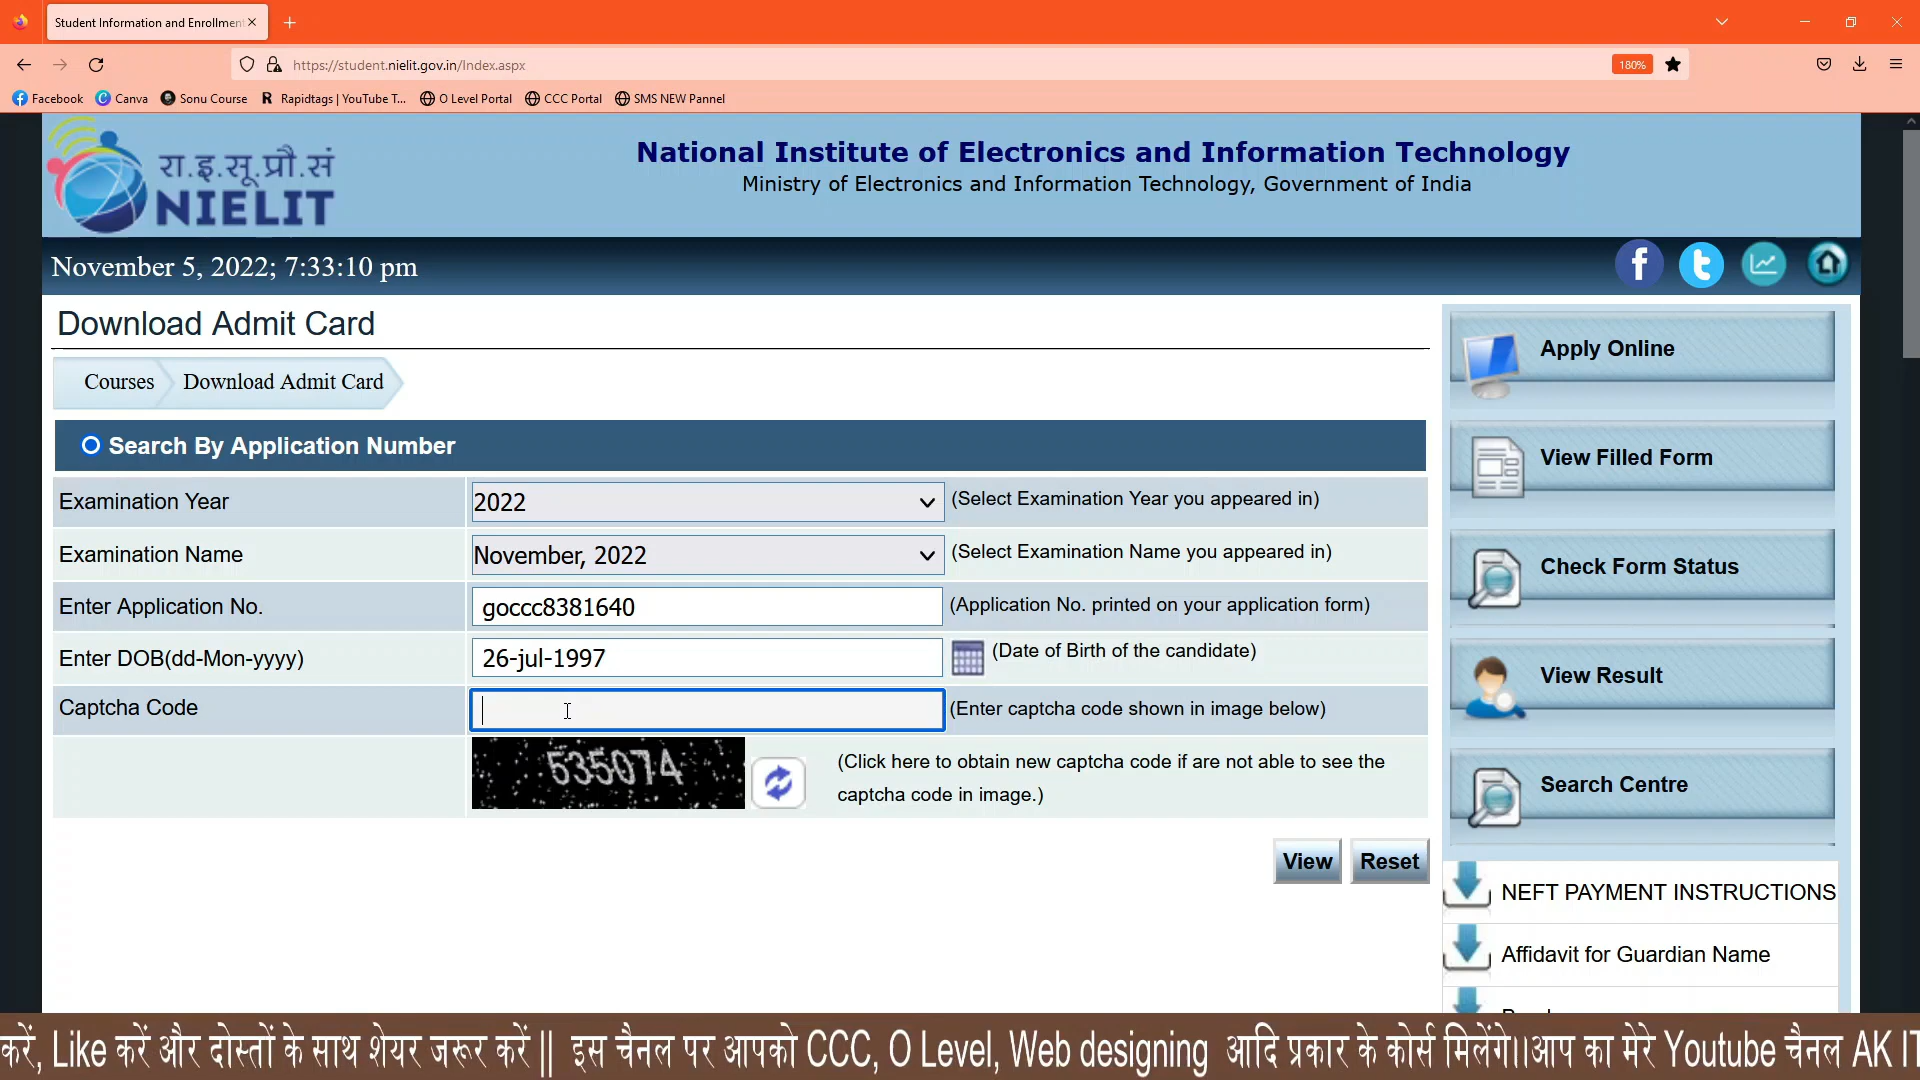 Student Information and Enrollmen
https://student.nielit.gov.in/Index.aspx
180%
Facebook
Canva
Sonu Course
Rapidtags | YouTube T...
O Level Portal
CCC Portal
SMS NEW Pannel
रा.इ.सू.प्रौ.सं
NIELIT
National Institute of Electronics and Information Technology
Ministry of Electronics and Information Technology, Government of India
November 5, 2022; 7:33:10 pm
Download Admit Card
Courses
Download Admit Card
Search By Application Number
Examination Year
2022
(Select Examination Year you appeared in)
Examination Name
November, 2022
(Select Examination Name you appeared in)
Enter Application No.
goccc8381640
(Application No. printed on your application form)
Enter DOB(dd-Mon-yyyy)
26-jul-1997
(Date of Birth of the candidate)
Captcha Code
(Enter captcha code shown in image below)
535074
(Click here to obtain new captcha code if are not able to see the
captcha code in image.)
View
Reset
Apply Online
View Filled Form
Check Form Status
View Result
Search Centre
NEFT PAYMENT INSTRUCTIONS
Affidavit for Guardian Name
करें, Like करें और दोस्तों के साथ शेयर जरूर करें || इस चैनल पर आपको CCC, O Level, Web designing आदि प्रकार के कोर्स मिलेंगे।।आप का मेरे Youtube चैनल AK IT